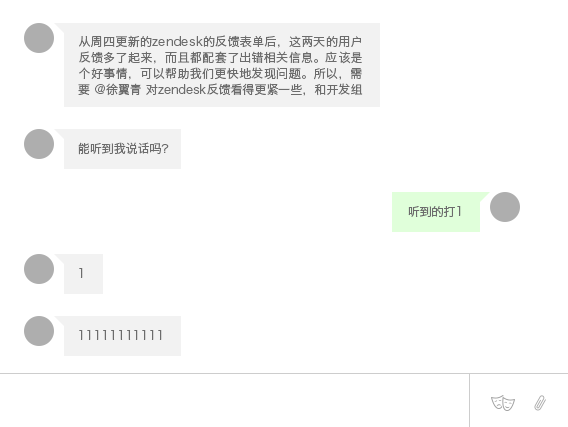 从周四更新的zendesk的反馈表单后，这两天的用户
反馈多了起来，而且都配套了出错相关信息。应该是
个好事情，可以帮助我们更快地发现问题。所以，需
要 @徐翼青 对zendesk反馈看得更紧一些，和开发组
能听到我说话吗?
听到的打1
1
11111111111